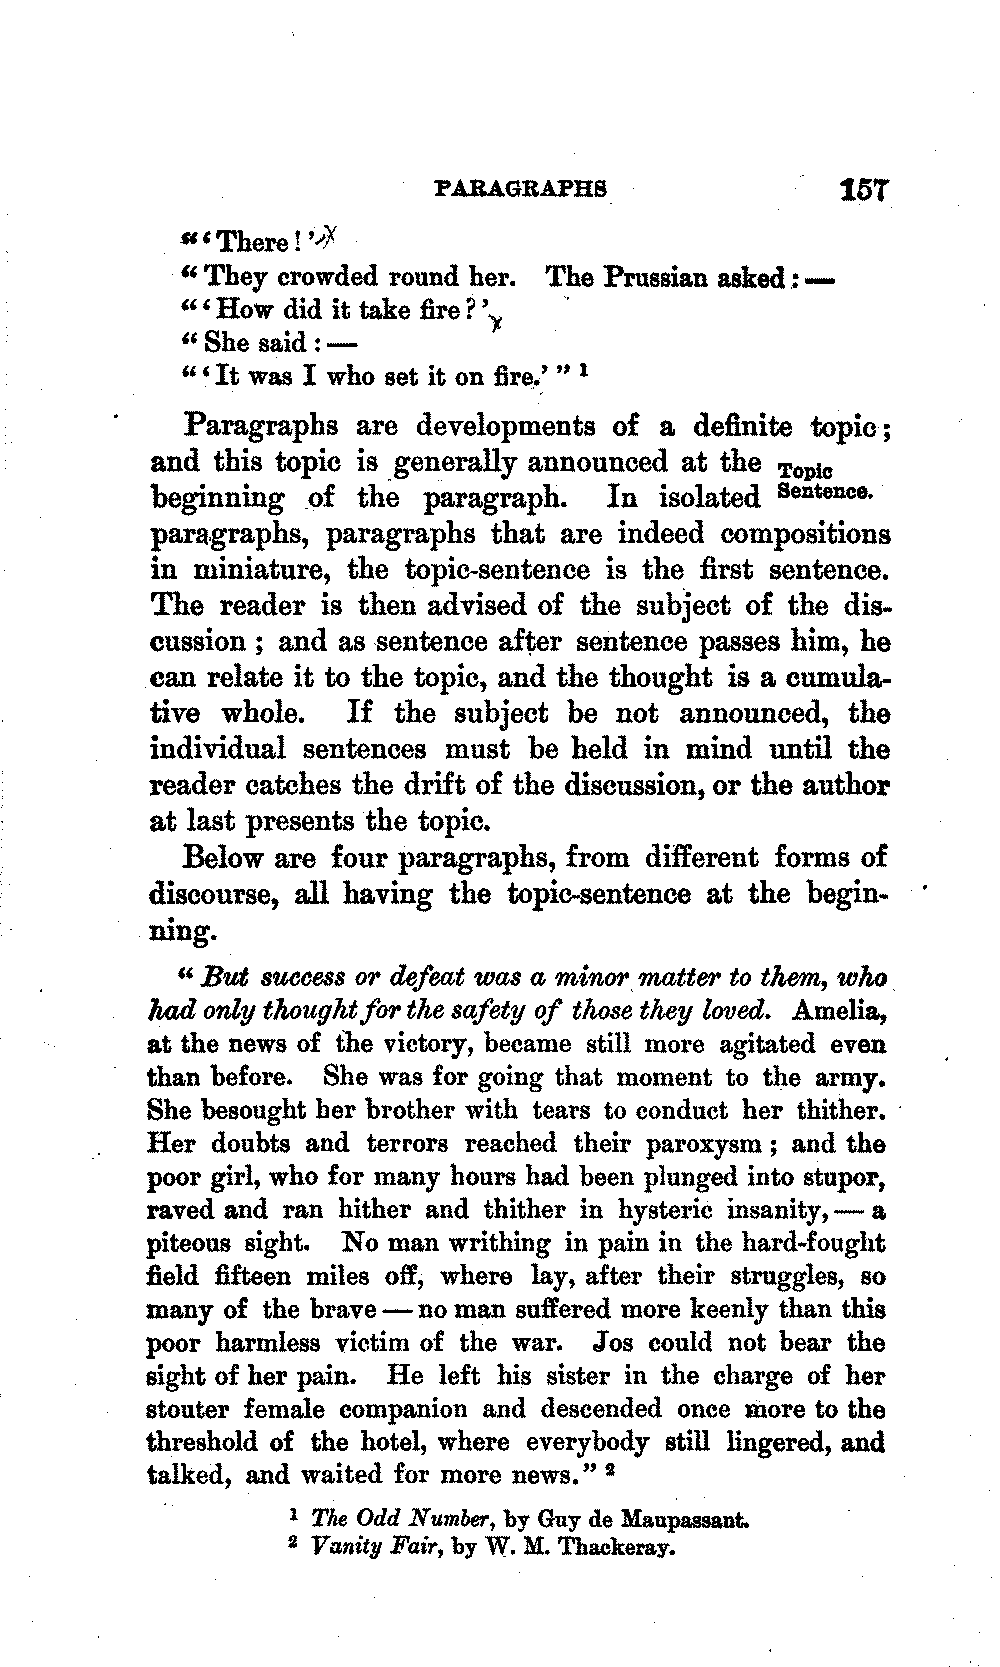 PARAGRAPHS 157
“‘There!’
“They crowded round her. The Prussian asked:—
“‘How did it take fire?’
“She said:—
“‘It was I who set it on fire.’” 1
Paragraphs are developments of a definite topic;
and this topic is generally announced at the Topic
beginning of the paragraph. In isolated Sentence.
paragraphs, paragraphs that are indeed compositions
in miniature, the topic-sentence is the first sentence.
The reader is then advised of the subject of the dis-
cussion; and as sentence after sentence passes him, he
can relate it to the topic, and the thought is a cumula-
tive whole. If the subject be not announced, the
individual sentences must be held in mind until the
reader catches the drift of the discussion, or the author
at last presents the topic.
Below are four paragraphs, from different forms of
discourse, all having the topic-sentence at the begin-
ning.
“But success or defeat was a minor matter to them, who
had only thought for the safety of those they loved. Amelia,
at the news of the victory, became still more agitated even
than before. She was for going that moment to the army.
She besought her brother with tears to conduct her thither.
Her doubts and terrors reached their paroxysm; and the
poor girl, who for many hours had been plunged into stupor,
raved and ran hither and thither in hysteric insanity,—a
piteous sight. No man writhing in pain in the hard-fought
field fifteen miles off, where lay, after their struggles, so
many of the brave—no man suffered more keenly than this
poor harmless victim of the war. Jos could not bear the
sight of her pain. He left his sister in the charge of her
stouter female companion and descended once more to the
threshold of the hotel, where everybody still lingered, and
talked, and waited for more news.” 2
1 The Odd Number, by Guy de Maupassant.
2 Vanity Fair, by W. M. Thackeray.